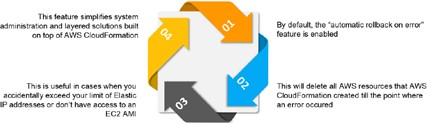 This feature simplifies system
administration and layered solutions built
on top of AWS CloudFormation
04
01
By default, the “automatic rollback on error”
feature is enabled
This is useful in cases when you
accidentally exceed your limit of Elastic
IP addresses or don’t have access to an
EC2 AMI
03
02
This will delete all AWS resources that AWS
CloudFormation created till the point where
an error occured